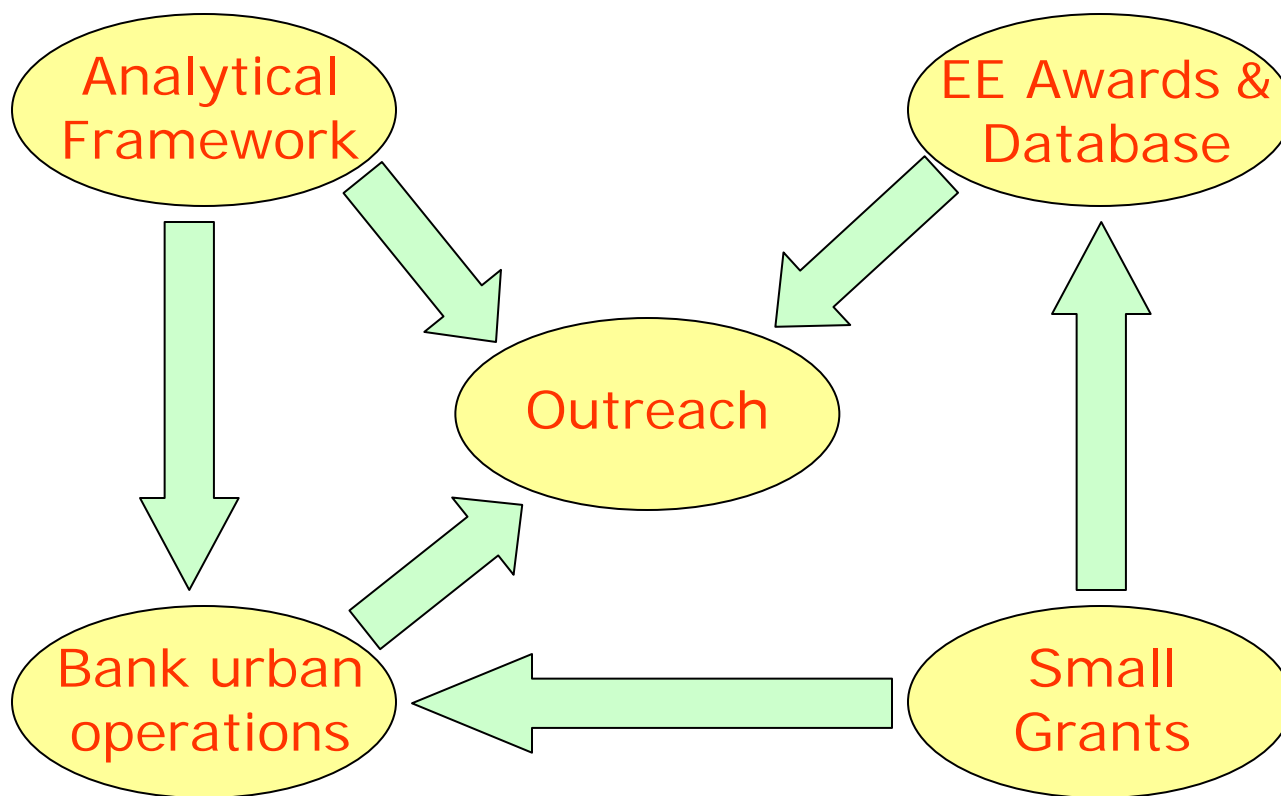 Analytical
Framework
EE Awards &
Database
Outreach
Bank urban
operations
Small
Grants